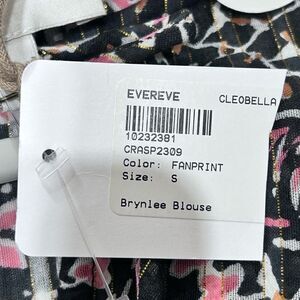 EVEREVE CLEOBELLA
10232381
CRASP2309
Color: FANPRINT
Size: S
Brynlee Blouse